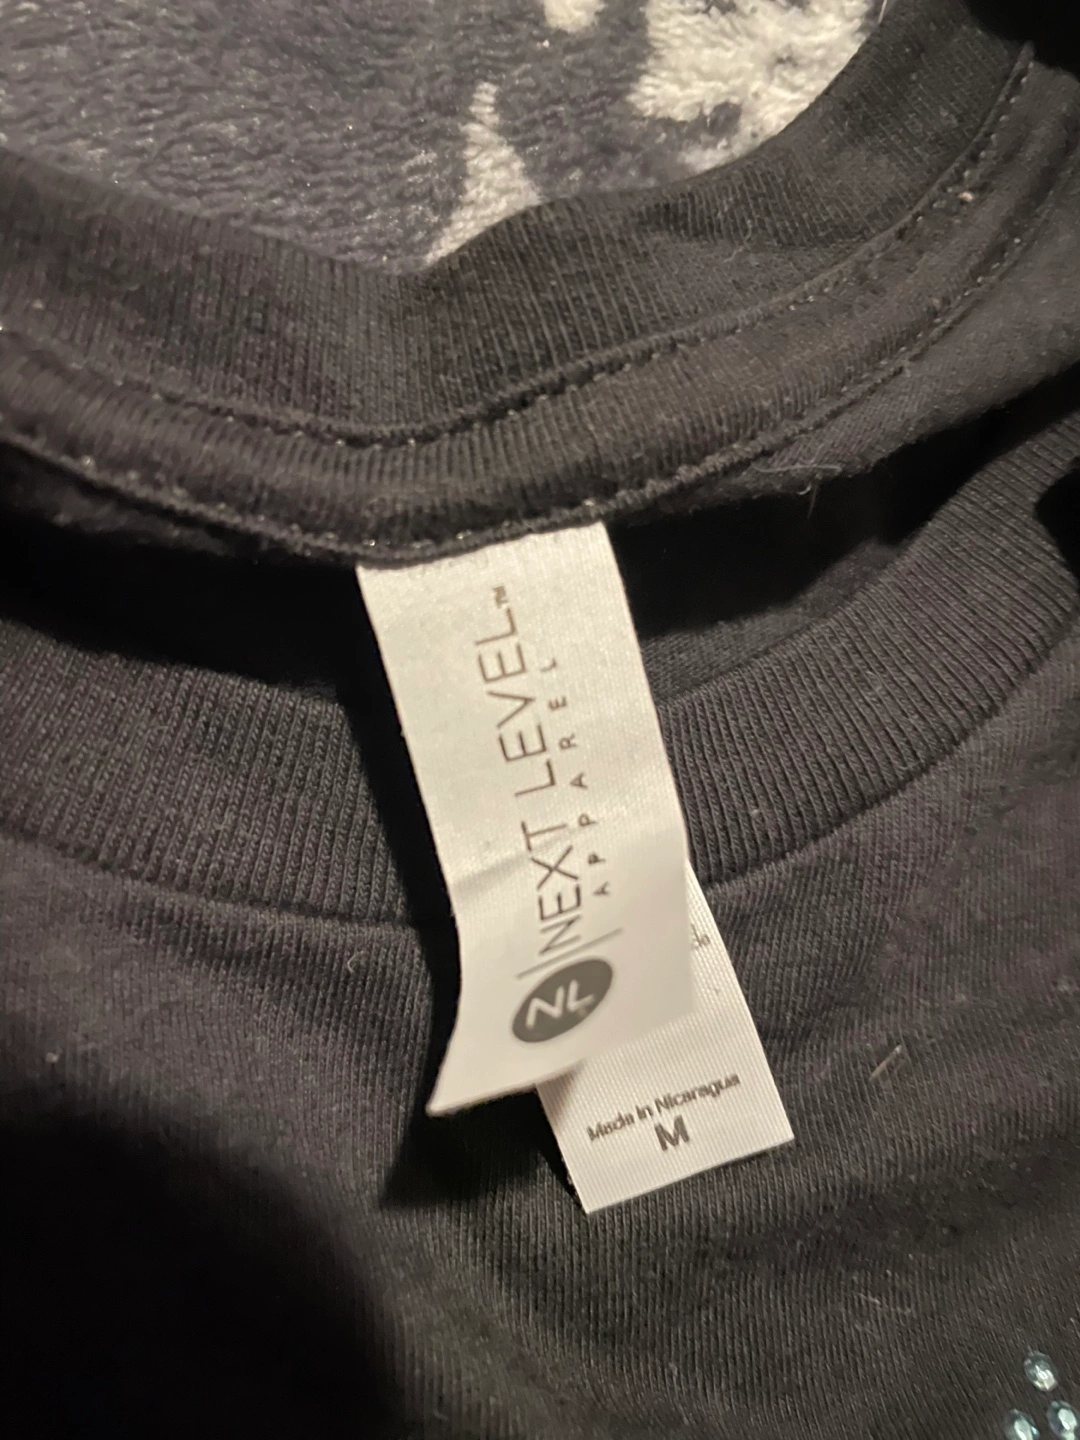 NL | NEXT LEVEL™
APPAREL
Made in Nicaragua
M